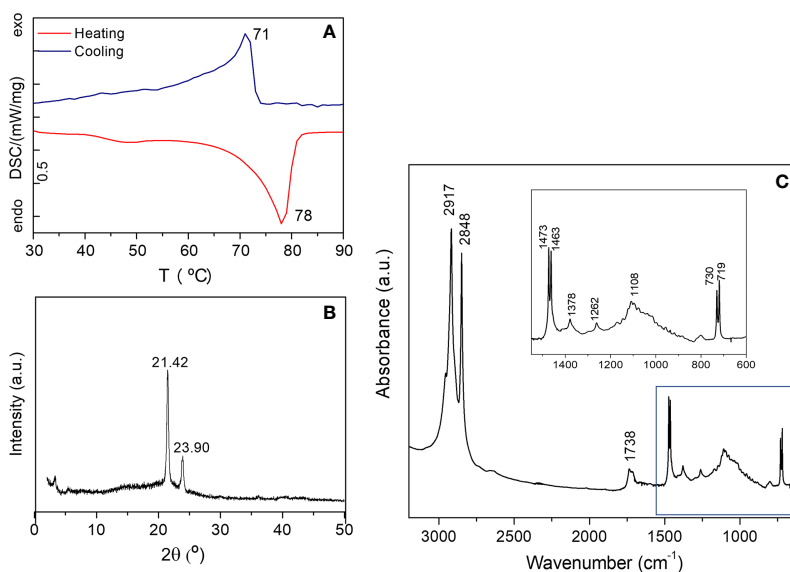 A
exo
Heating
Cooling
71
DSC/(mW/mg)
0.5
78
endo
30 40 50 60 70 80 90
T ( ºC)
B
21.42
23.90
Intensity (a.u.)
0 10 20 30 40 50
2θ (º)
C
2917
2848
1473
1463
1378
1262
1108
730
719
1400 1200 1000 800 600
1738
Absorbance (a.u.)
3000 2500 2000 1500 1000
Wavenumber (cm⁻¹)